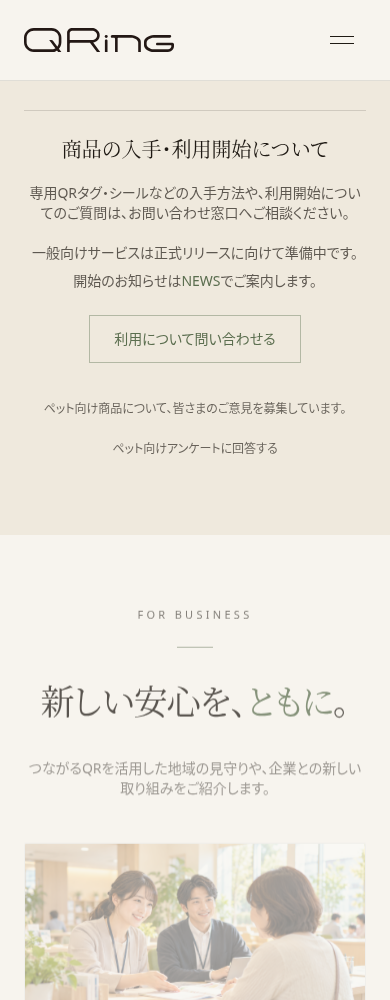 QRing
商品の入手・利用開始について
専用QRタグ・シールなどの入手方法や、利用開始につい
てのご質問は、お問い合わせ窓口へご相談ください。
一般向けサービスは正式リリースに向けて準備中です。
開始のお知らせはNEWSでご案内します。
利用について問い合わせる
ペット向け商品について、皆さまのご意見を募集しています。
ペット向けアンケートに回答する
FOR BUSINESS
新しい安心を、ともに。
つながるQRを活用した地域の見守りや、企業との新しい
取り組みをご紹介します。